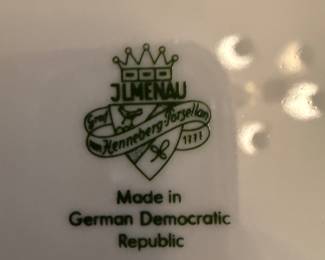 ILMENAU
Graf
von Henneberg-Porzellan
1777
Made in
German Democratic
Republic